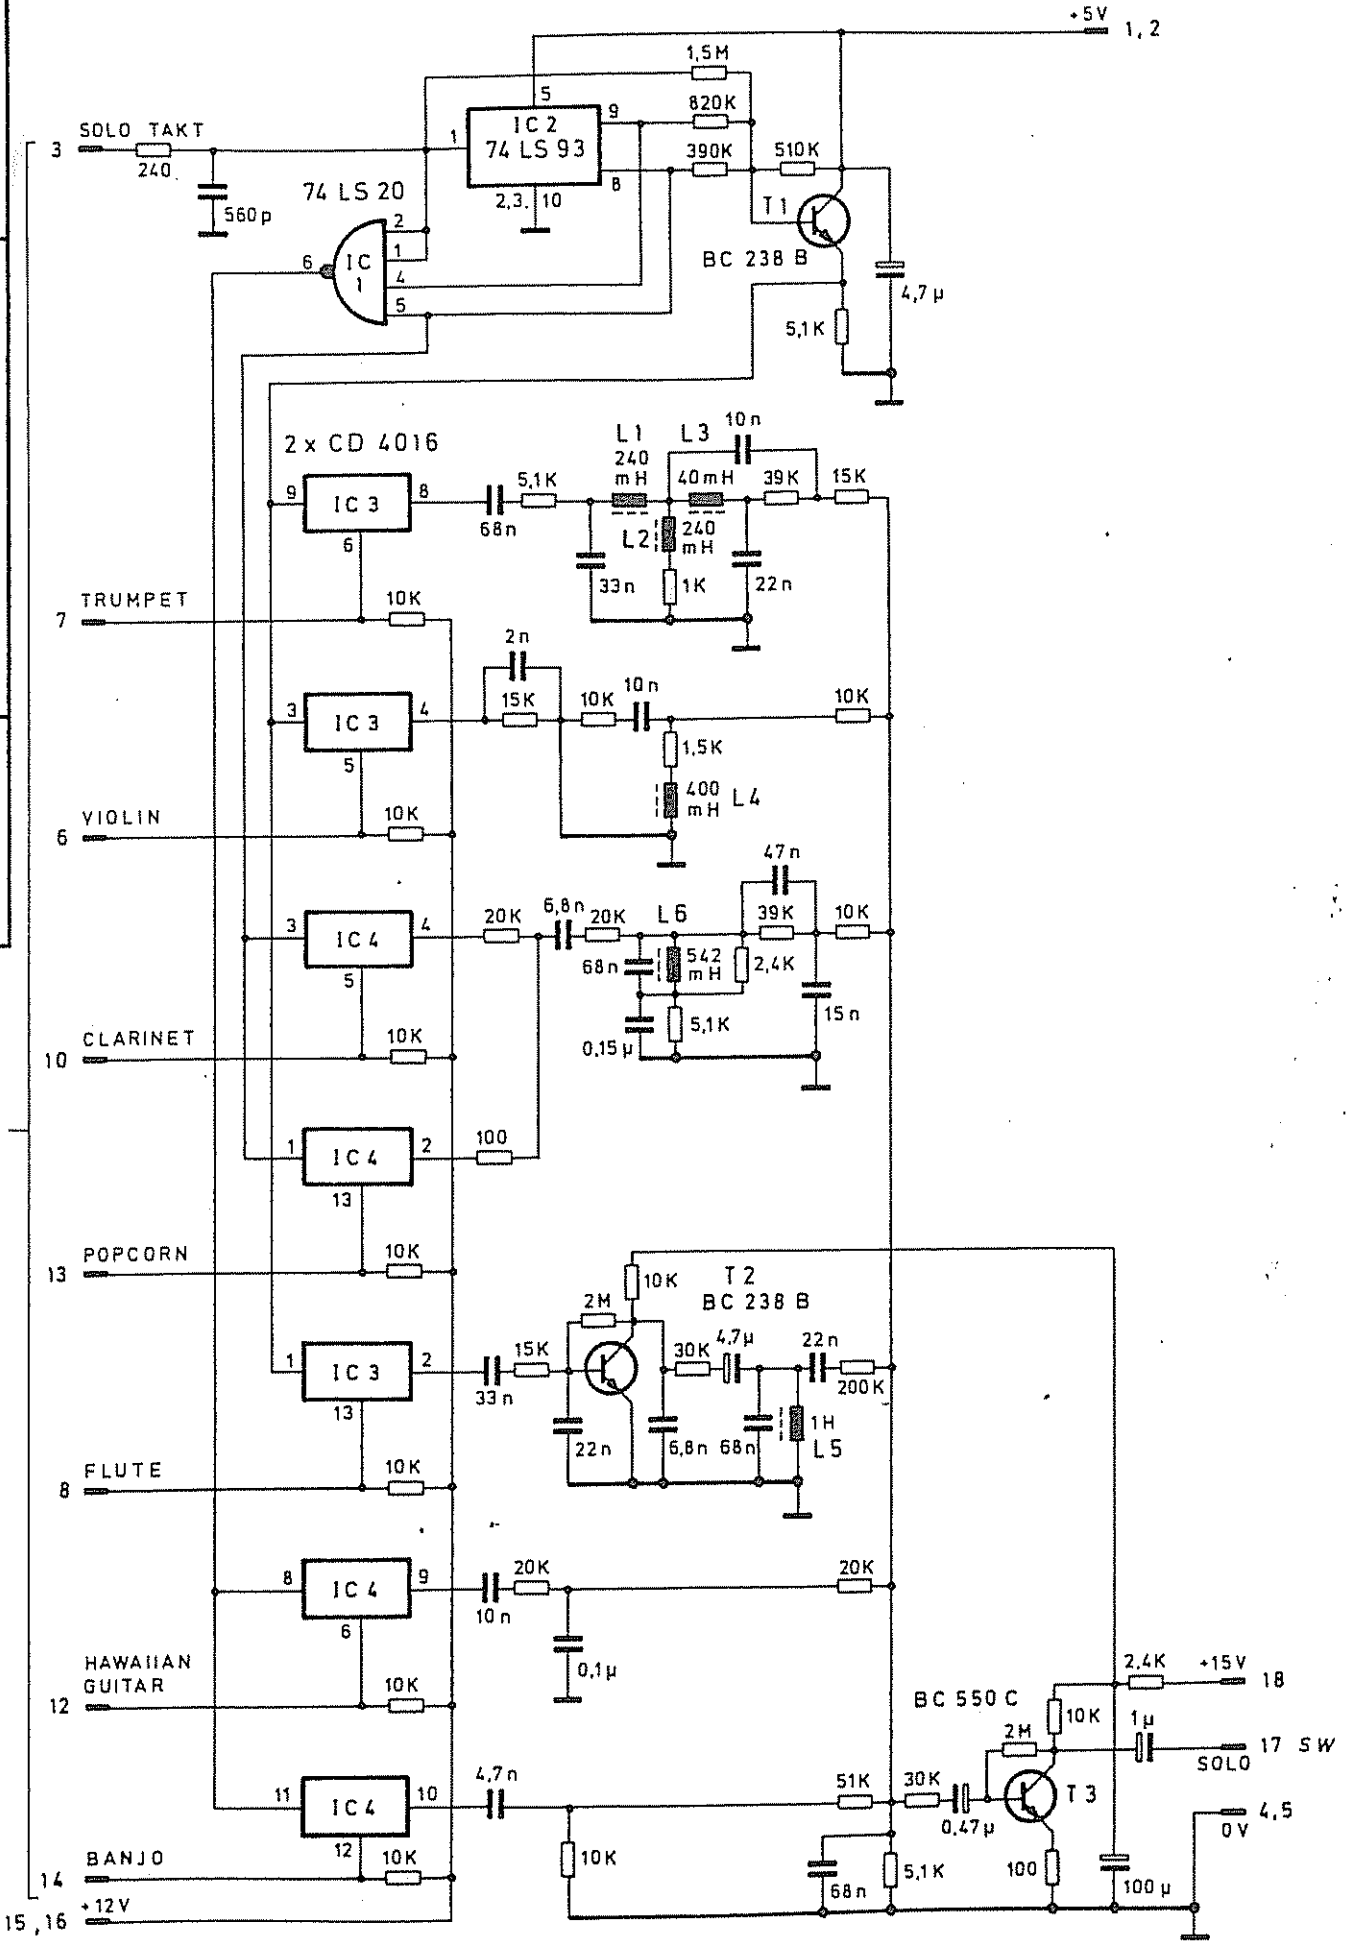 +5V
1, 2
1,5M
5
820K
9
IC 2
74 LS 93
1
SOLO TAKT
3
240
390K
510K
8
2,3. 10
74 LS 20
560p
T1
2
BC 238 B
6
IC
1
1
4
4,7µ
5
5,1K
2 x CD 4016
L1
L3
10n
240
mH
40mH
39K
15K
9
IC 3
8
5,1K
68n
L2
240
mH
6
33n
1K
22n
TRUMPET
10K
7
2n
15K
10K
10n
10K
3
IC 3
4
1,5K
5
400
mH
L4
VIOLIN
10K
6
47n
6,8n
20K
20K
L6
39K
10K
3
IC 4
4
68n
542
mH
2,4K
5
15n
5,1K
0,15µ
CLARINET
10K
10
100
1
IC 4
2
13
POPCORN
10K
13
10K
T2
BC 238 B
2M
4,7µ
22n
15K
30K
1
IC 3
2
33n
200K
13
22n
6,8n
68n
1H
L5
FLUTE
10K
8
20K
20K
8
IC 4
9
10n
6
0,1µ
HAWAIIAN
GUITAR
10K
12
2,4K
+15V
18
BC 550 C
10K
1µ
2M
17 SW
SOLO
4,7n
51K
30K
11
IC 4
10
T3
0,47µ
4,5
0V
12
BANJO
10K
10K
14
68n
5,1K
100
100µ
+12V
15,16